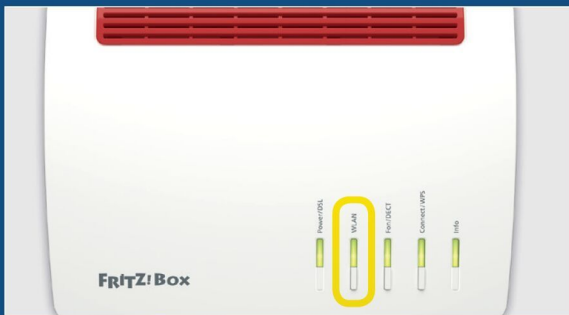 Power/DSL
WLAN
Fon/DECT
Connect/WPS
Info
FRITZ!Box